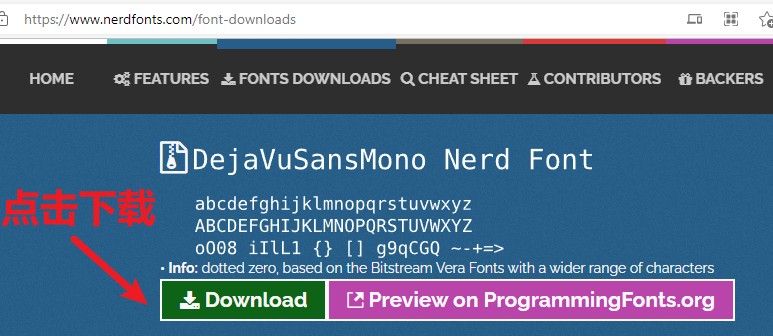 https://www.nerdfonts.com/font-downloads
HOME FEATURES FONTS DOWNLOADS CHEAT SHEET CONTRIBUTORS BACKERS
DejaVuSansMono Nerd Font
点击下载
abcdefghijklmnopqrstuvwxyz
ABCDEFGHIJKLMNOPQRSTUVWXYZ
oO08 iIlL1 {} [] g9qCGQ ~-+=>
• Info: dotted zero, based on the Bitstream Vera Fonts with a wider range of characters
Download Preview on ProgrammingFonts.org